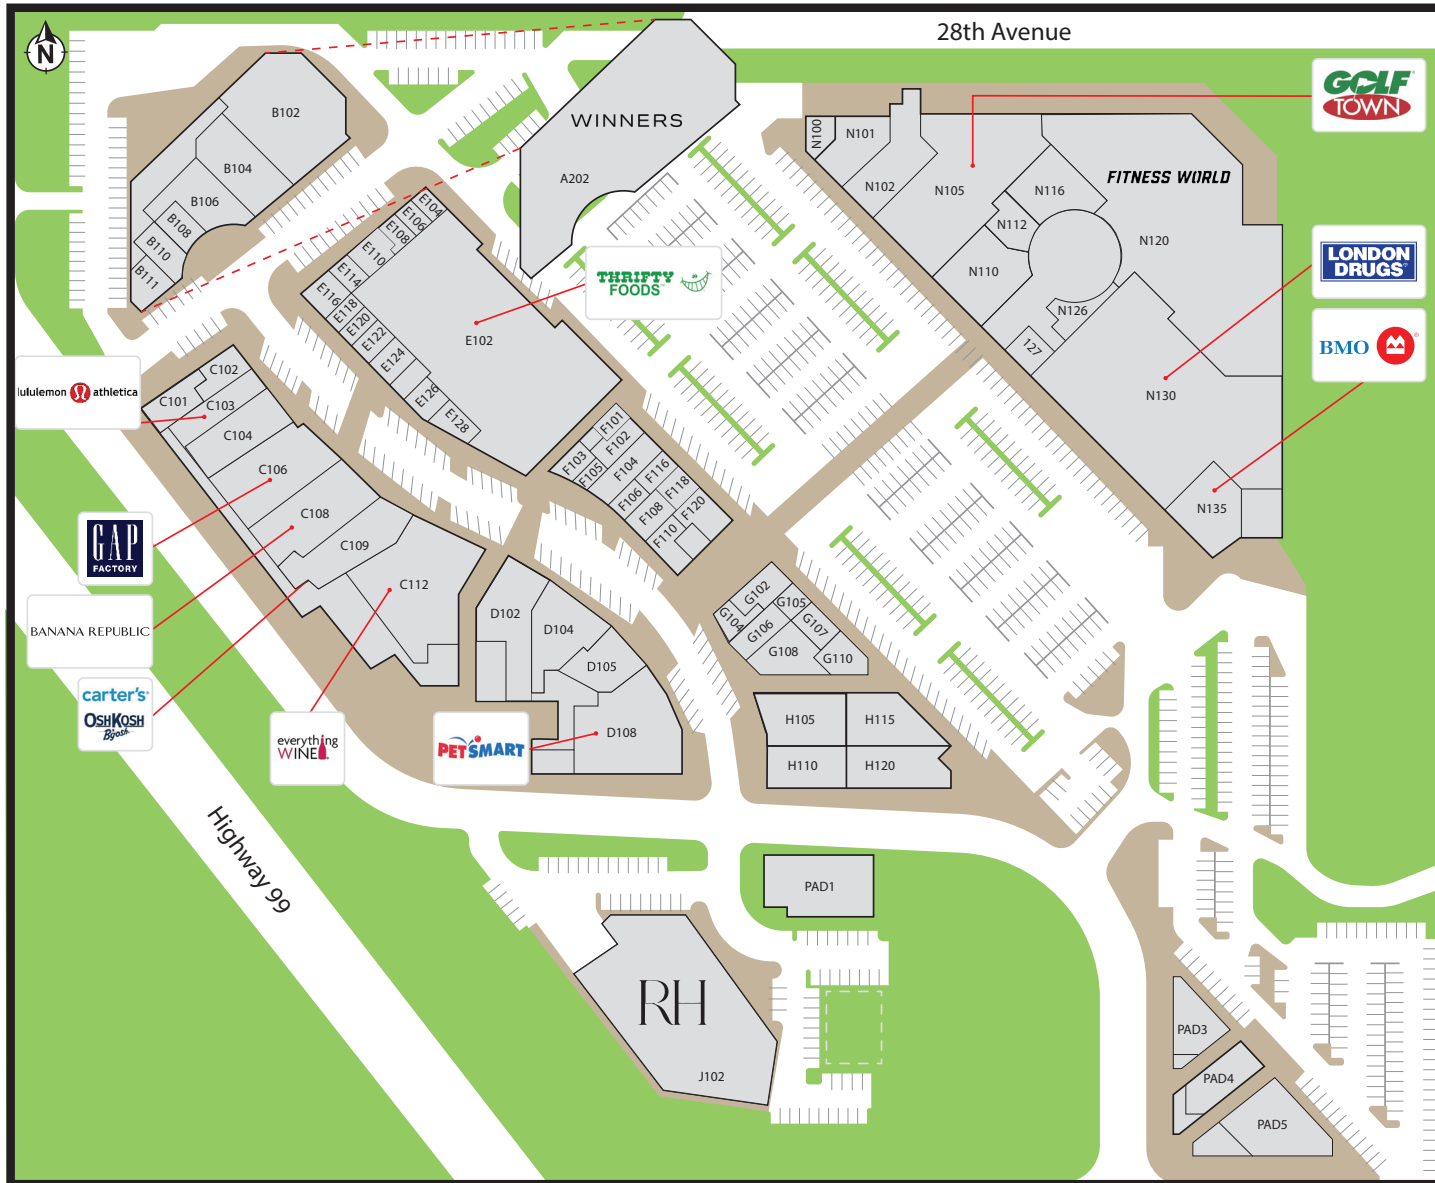 28th Avenue
N
GOLF
TOWN
B102
B104
B106
B108
B110
B111
WINNERS
A202
N100
N101
N102
N105
N116
N112
N110
FITNESS WORLD
N120
N126
127
N130
N135
LONDON
DRUGS
BMO
E104
E106
E108
E110
E114
E116
E118
E120
E122
E124
E126
E128
E102
THRIFTY
FOODS
lululemon athletica
C101
C102
C103
C104
C106
C108
C109
C112
F101
F102
F103
F105
F104
F116
F106
F118
F108
F120
F110
GAP
FACTORY
BANANA REPUBLIC
carter's
OSHKOSH
B'gosh
everything
WINE
PETSMART
D102
D104
D105
D108
G102
G105
G104
G106
G107
G108
G110
H105
H115
H110
H120
Highway 99
PAD1
RH
J102
PAD3
PAD4
PAD5